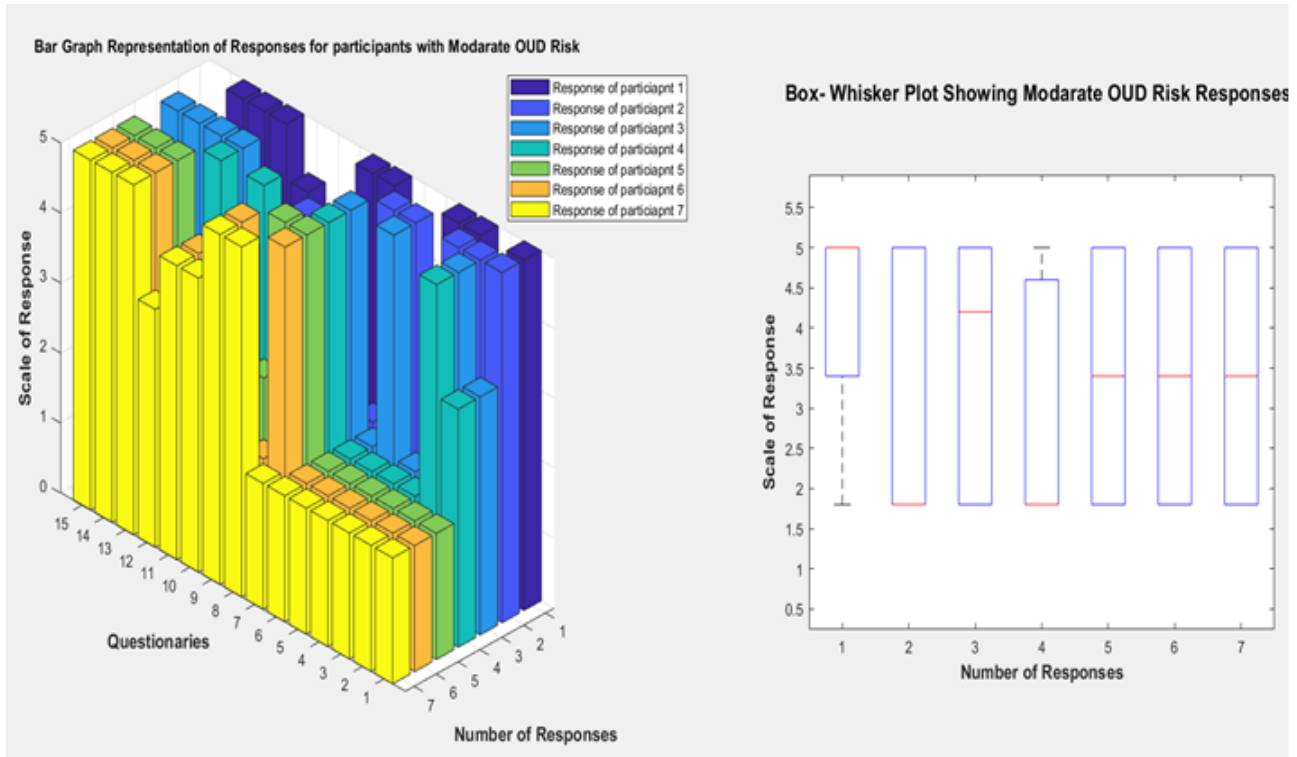 Bar Graph Representation of Responses for participants with Modarate OUD Risk
Response of particiapnt 1
Response of particiapnt 2
Response of particiapnt 3
Response of particiapnt 4
Response of particiapnt 5
Response of particiapnt 6
Response of particiapnt 7
5
4
3
2
1
0
Scale of Response
15
14
13
12
11
10
9
8
7
6
5
4
3
2
1
Questionaries
7
6
5
4
3
2
1
Number of Responses
Box- Whisker Plot Showing Modarate OUD Risk Responses
5.5
5
4.5
4
3.5
3
2.5
2
1.5
1
0.5
Scale of Response
1 2 3 4 5 6 7
Number of Responses